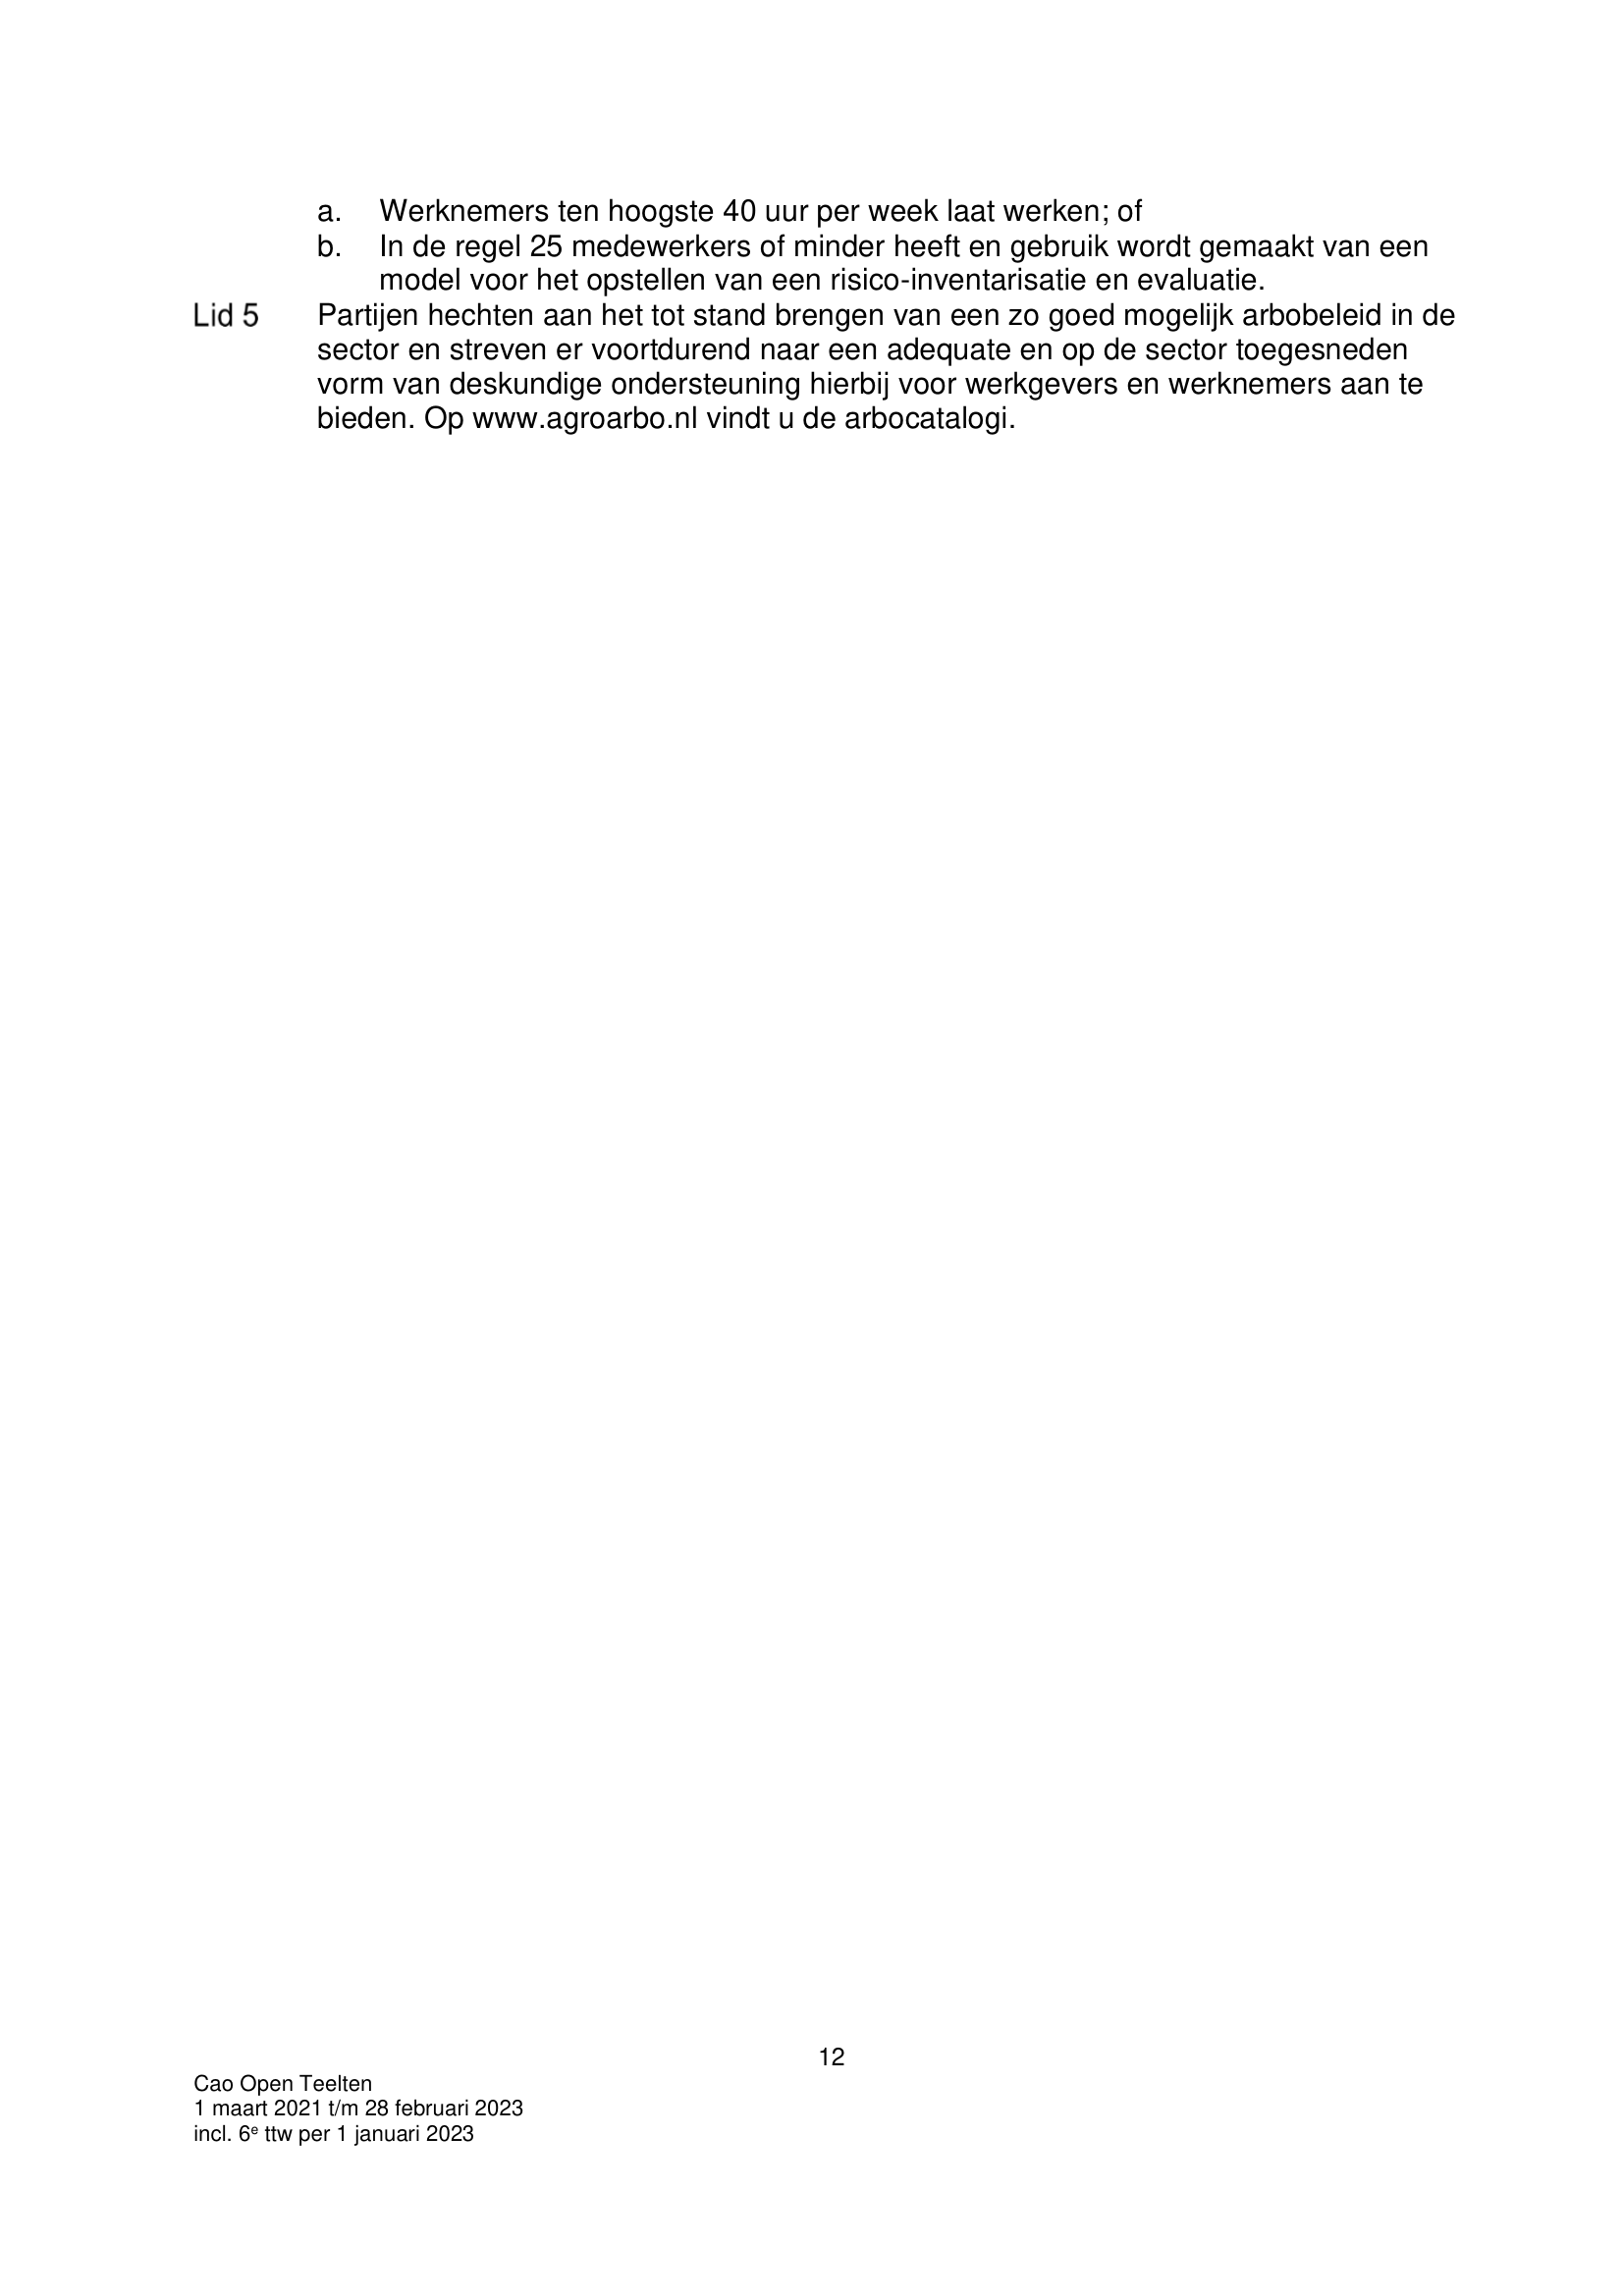 a. Werknemers ten hoogste 40 uur per week laat werken; of
b. In de regel 25 medewerkers of minder heeft en gebruik wordt gemaakt van een
model voor het opstellen van een risico-inventarisatie en evaluatie.
Lid 5 Partijen hechten aan het tot stand brengen van een zo goed mogelijk arbobeleid in de
sector en streven er voortdurend naar een adequate en op de sector toegesneden
vorm van deskundige ondersteuning hierbij voor werkgevers en werknemers aan te
bieden. Op www.agroarbo.nl vindt u de arbocatalogi.
12
Cao Open Teelten
1 maart 2021 t/m 28 februari 2023
incl. 6e ttw per 1 januari 2023